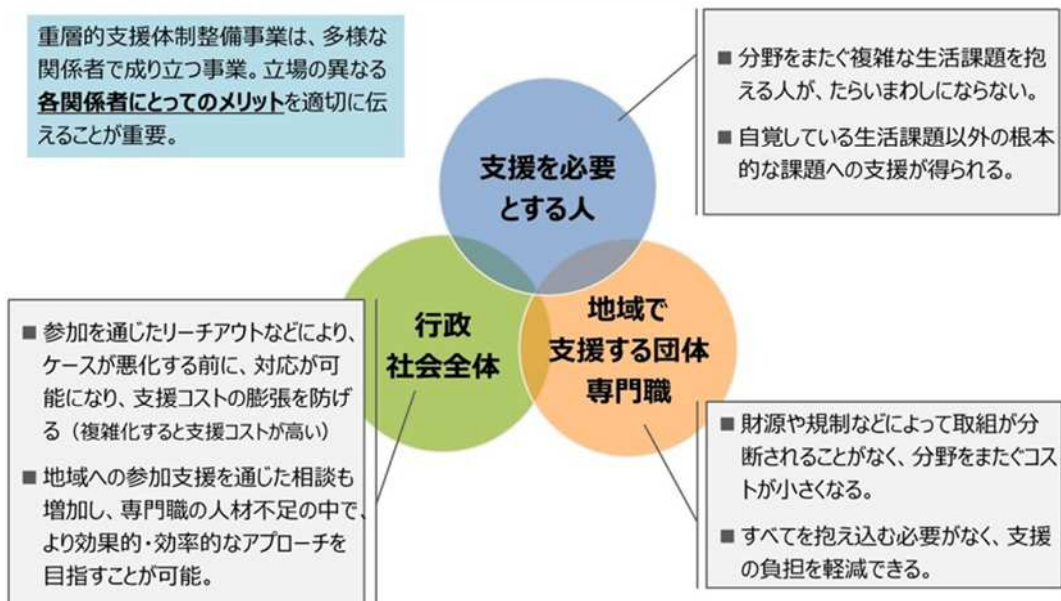 重層的支援体制整備事業は、多様な
関係者で成り立つ事業。立場の異なる
各関係者にとってのメリットを適切に伝
えることが重要。
■ 分野をまたぐ複雑な生活課題を抱
える人が、たらいまわしにならない。
■ 自覚している生活課題以外の根本
的な課題への支援が得られる。
支援を必要
とする人
行政
社会全体
地域で
支援する団体
専門職
■ 参加を通じたリーチアウトなどにより、
ケースが悪化する前に、対応が可
能になり、支援コストの膨張を防げ
る（複雑化すると支援コストが高い）
■ 地域への参加支援を通じた相談も
増加し、専門職の人材不足の中で、
より効果的・効率的なアプローチを
目指すことが可能。
■ 財源や規制などによって取組が分
断されることがなく、分野をまたぐコス
トが小さくなる。
■ すべてを抱え込む必要がなく、支援
の負担を軽減できる。